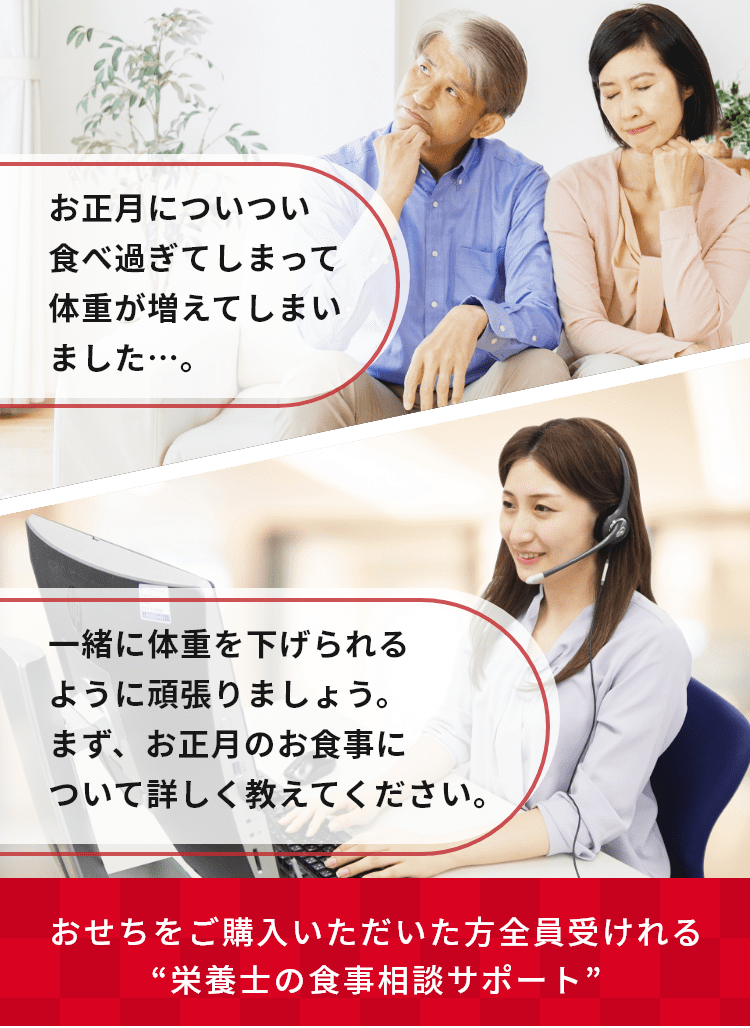 お正月についつい
食べ過ぎてしまって
体重が増えてしまい
ました…。
一緒に体重を下げられる
ように頑張りましょう。
まず、お正月のお食事に
ついて詳しく教えてください。
おせちをご購入いただいた方全員受けれる
“栄養士の食事相談サポート”